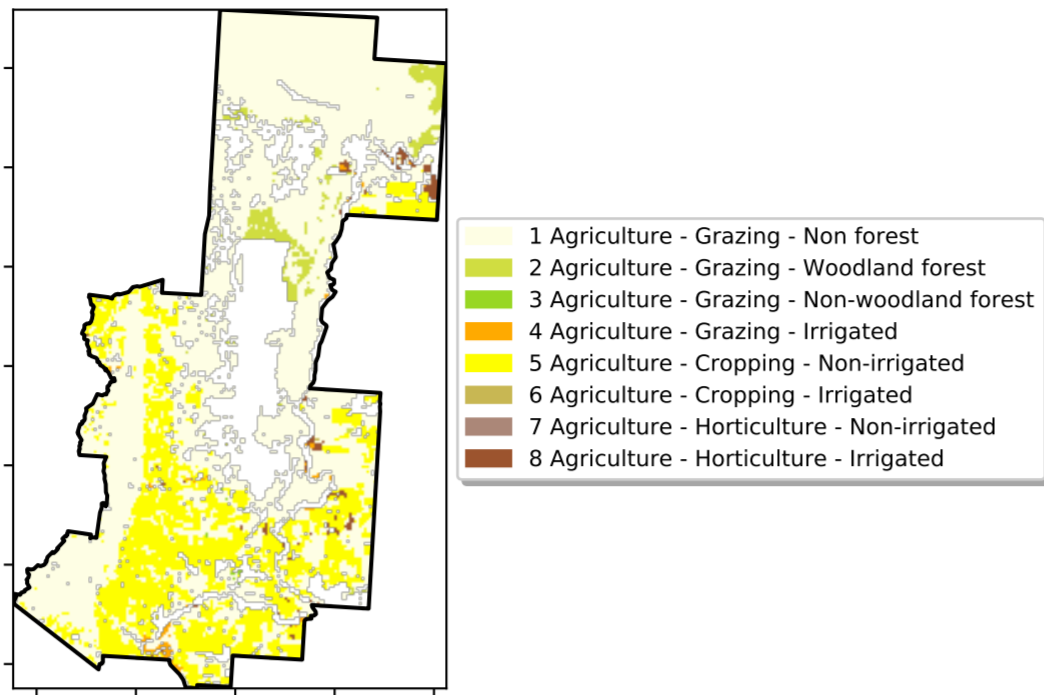 1 Agriculture - Grazing - Non forest
2 Agriculture - Grazing - Woodland forest
3 Agriculture - Grazing - Non-woodland forest
4 Agriculture - Grazing - Irrigated
5 Agriculture - Cropping - Non-irrigated
6 Agriculture - Cropping - Irrigated
7 Agriculture - Horticulture - Non-irrigated
8 Agriculture - Horticulture - Irrigated